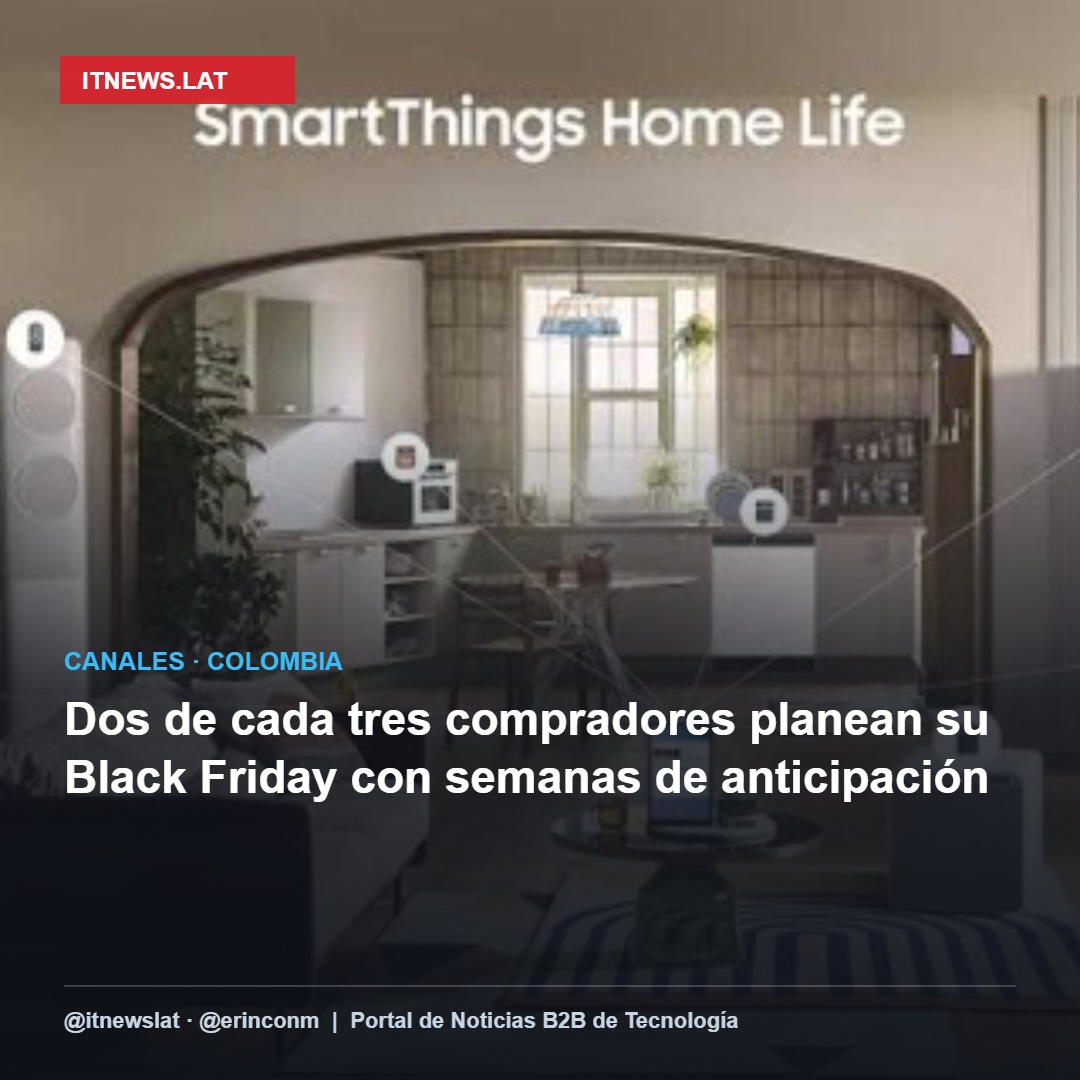 ITNEWS.LAT
SmartThings Home Life
CANALES · COLOMBIA
Dos de cada tres compradores planean su
Black Friday con semanas de anticipación
@itnewslat · @erinconm | Portal de Noticias B2B de Tecnología